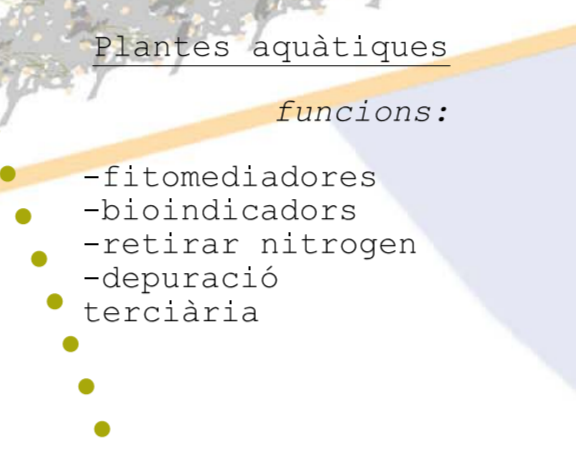 Plantes aquàtiques
funcions:
-fitomediadores
-bioindicadors
-retirar nitrogen
-depuració
terciària